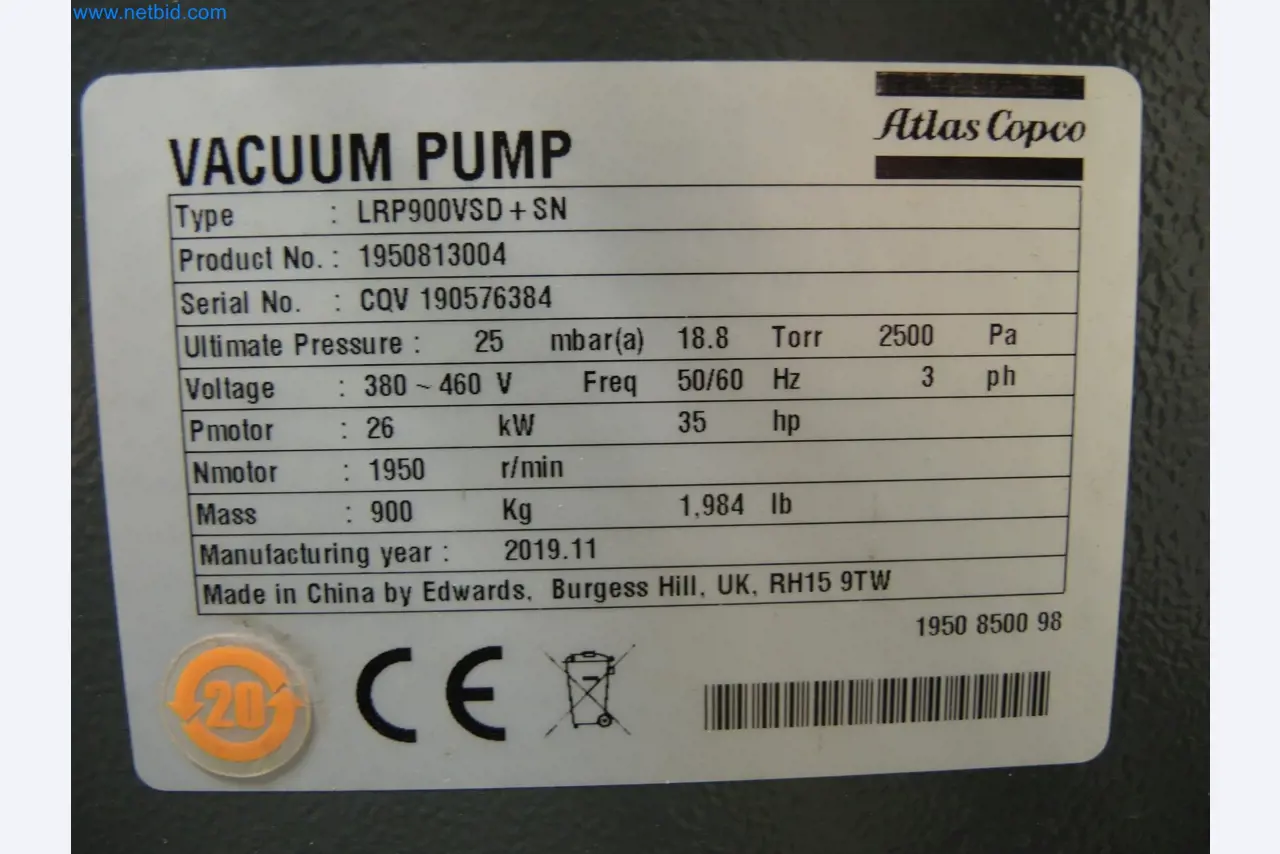 www.netbid.com
Atlas Copco
VACUUM PUMP
Type : LRP900VSD+SN
Product No. : 1950813004
Serial No. : CQV 190576384
Ultimate Pressure : 25 mbar(a) 18.8 Torr 2500 Pa
Voltage : 380 ~ 460 V Freq 50/60 Hz 3 ph
Pmotor : 26 kW 35 hp
Nmotor : 1950 r/min
Mass : 900 Kg 1,984 lb
Manufacturing year : 2019.11
Made in China by Edwards, Burgess Hill, UK, RH15 9TW
1950 8500 98
20
CE